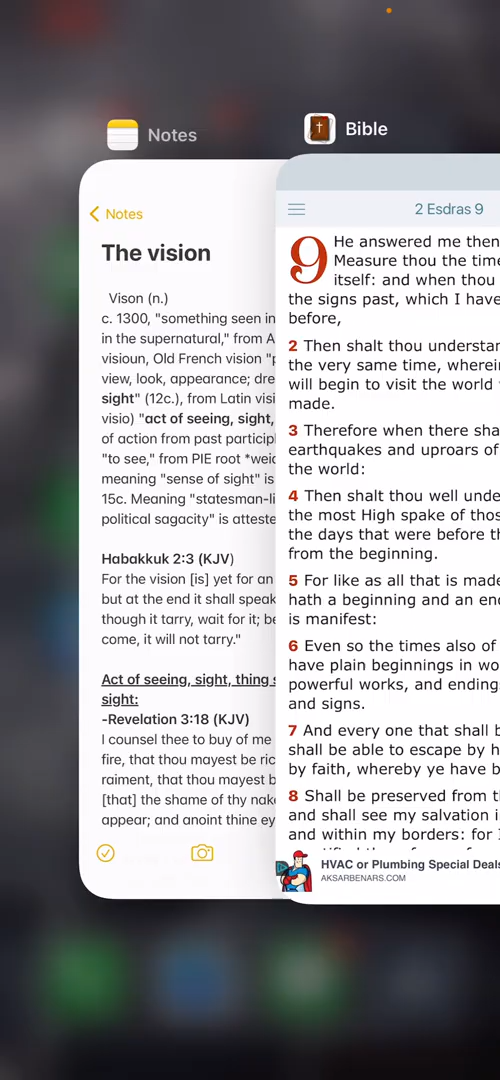 Notes
Notes
The vision
Vison (n.)
c. 1300, "something seen in
in the supernatural," from A
visioun, Old French vision "p
view, look, appearance; dre
sight" (12c.), from Latin visi
visio) "act of seeing, sight,
of action from past particip
"to see," from PIE root *wei
meaning "sense of sight" is
15c. Meaning "statesman-li
political sagacity" is atteste
Habakkuk 2:3 (KJV)
For the vision [is] yet for an
but at the end it shall speak
though it tarry, wait for it; be
come, it will not tarry."
Act of seeing, sight, thing s
sight:
-Revelation 3:18 (KJV)
I counsel thee to buy of me
fire, that thou mayest be ric
raiment, that thou mayest b
[that] the shame of thy nake
appear; and anoint thine ey
Bible
2 Esdras 9
9 He answered me then
Measure thou the time
itself: and when thou
the signs past, which I have
before,
2 Then shalt thou understan
the very same time, wherein
will begin to visit the world
made.
3 Therefore when there sha
earthquakes and uproars of
the world:
4 Then shalt thou well unde
the most High spake of thos
the days that were before th
from the beginning.
5 For like as all that is made
hath a beginning and an end
is manifest:
6 Even so the times also of
have plain beginnings in wo
powerful works, and ending
and signs.
7 And every one that shall b
shall be able to escape by h
by faith, whereby ye have b
8 Shall be preserved from t
and shall see my salvation i
and within my borders: for I
HVAC or Plumbing Special Deals
AKSARBENARS.COM